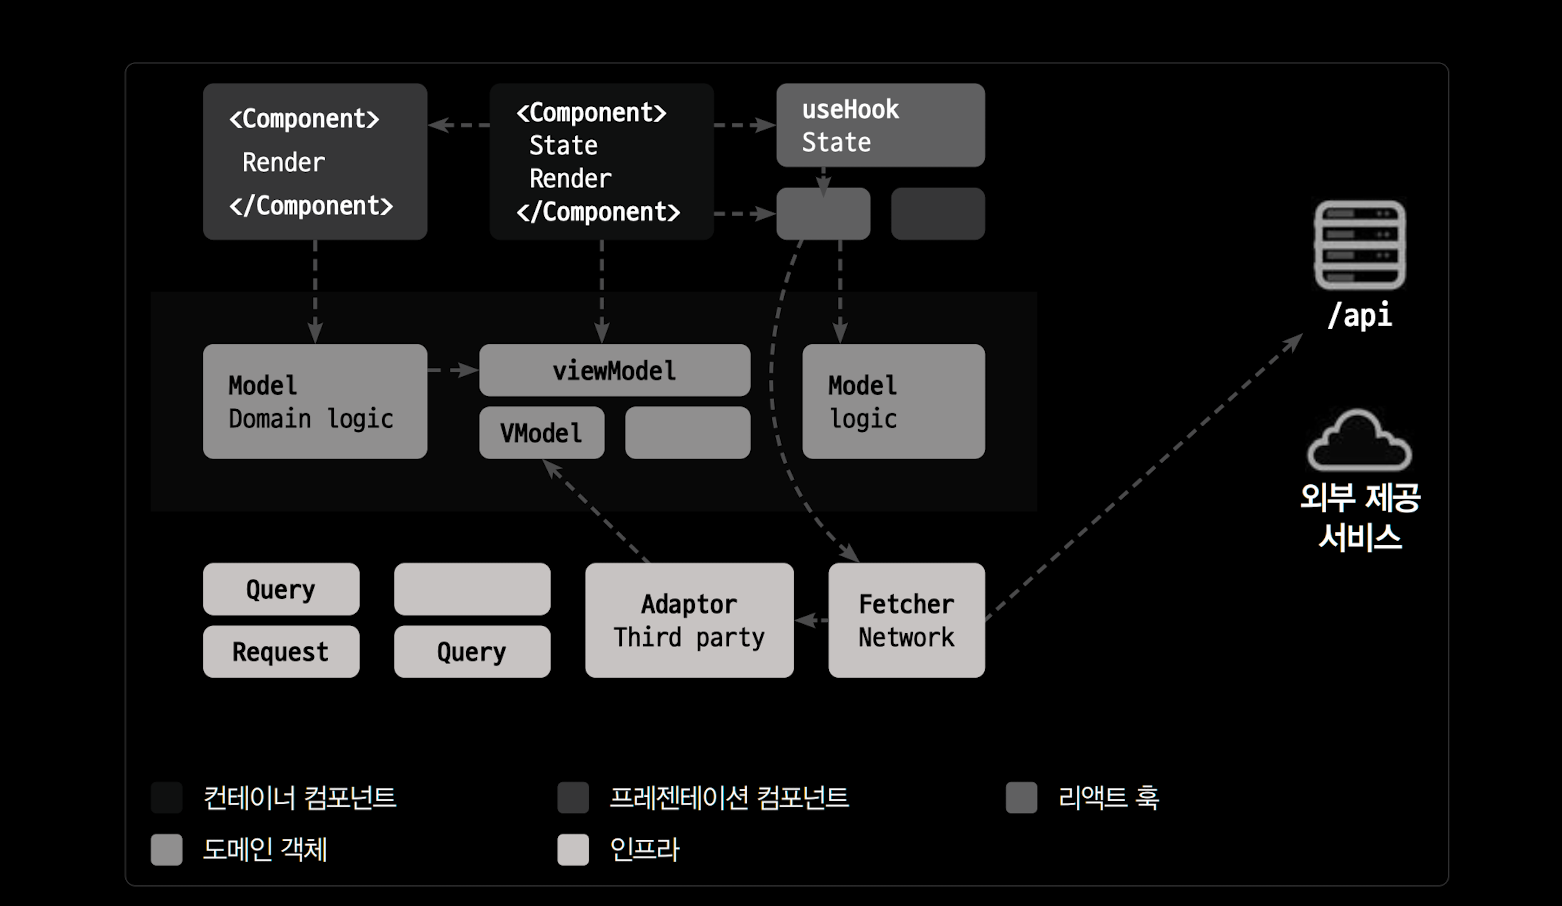 <Component>
Render
</Component>
<Component>
State
Render
</Component>
useHook
State
/api
Model
Domain logic
viewModel
VModel
Model
logic
외부 제공
서비스
Query
Request
Query
Adaptor
Third party
Fetcher
Network
컨테이너 컴포넌트
프레젠테이션 컴포넌트
리액트 훅
도메인 객체
인프라